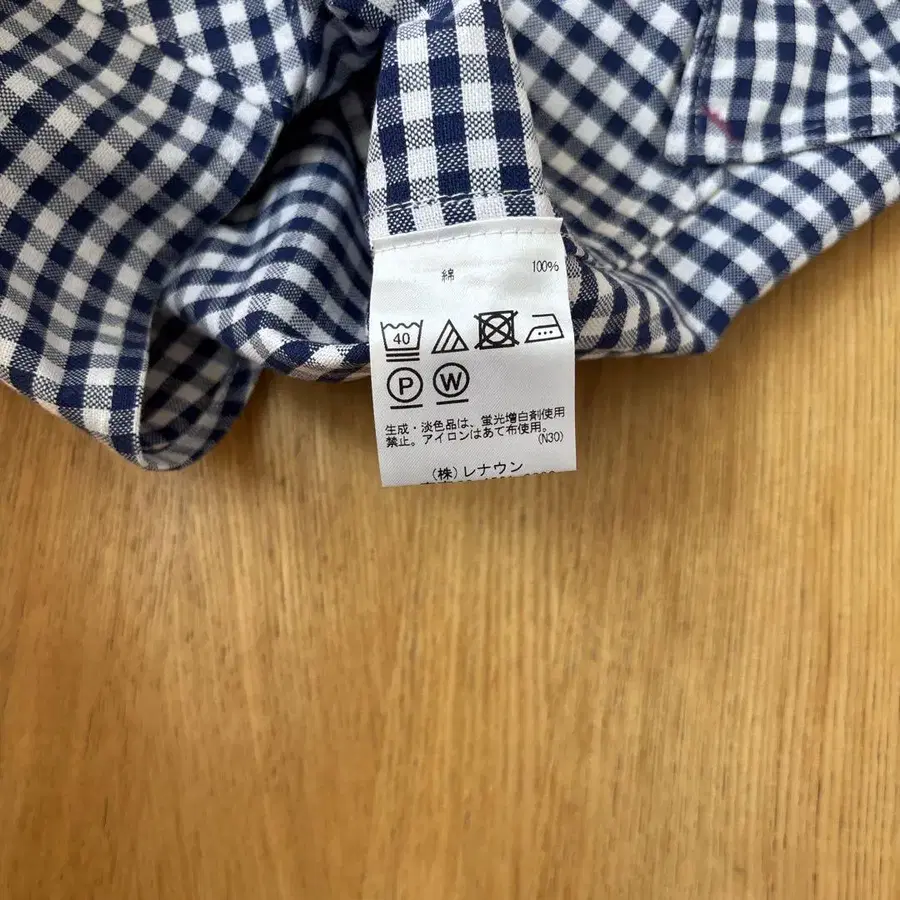 綿 100%
40
P W
生成・淡色品は、蛍光増白剤使用
禁止。アイロンはあて布使用。
(N30)
(株)レナウン